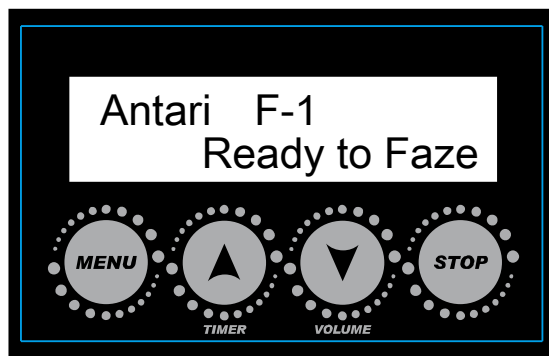 Antari F-1
Ready to Faze
MENU
STOP
TIMER
VOLUME